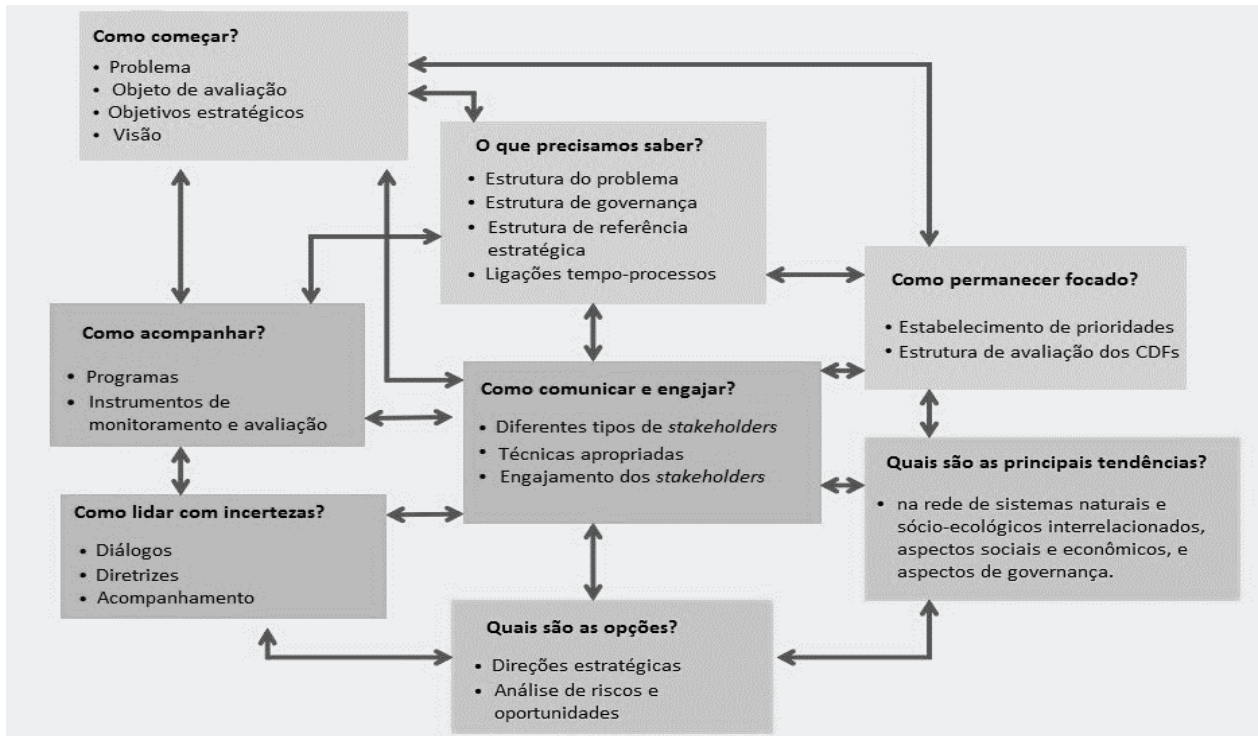 Como começar?
• Problema
• Objeto de avaliação
• Objetivos estratégicos
• Visão
O que precisamos saber?
• Estrutura do problema
• Estrutura de governança
• Estrutura de referência
estratégica
• Ligações tempo-processos
Como permanecer focado?
• Estabelecimento de prioridades
• Estrutura de avaliação dos CDFs
Como acompanhar?
• Programas
• Instrumentos de
monitoramento e avaliação
Como comunicar e engajar?
• Diferentes tipos de stakeholders
• Técnicas apropriadas
• Engajamento dos stakeholders
Quais são as principais tendências?
• na rede de sistemas naturais e
sócio-ecológicos interrelacionados,
aspectos sociais e econômicos, e
aspectos de governança.
Como lidar com incertezas?
• Diálogos
• Diretrizes
• Acompanhamento
Quais são as opções?
• Direções estratégicas
• Análise de riscos e
oportunidades